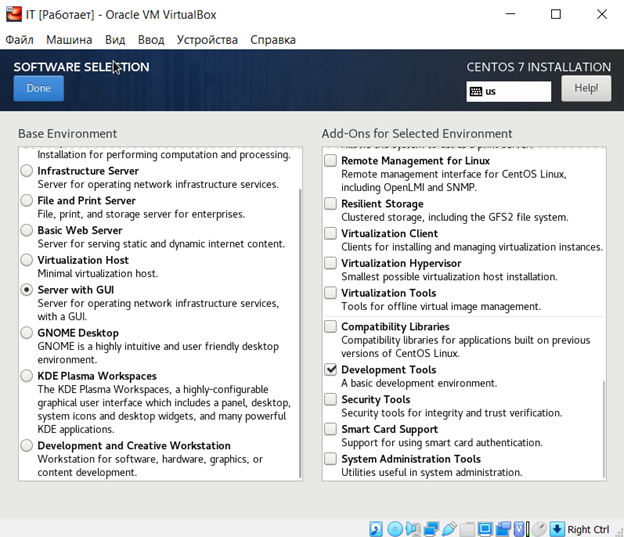 IT [Работает] - Oracle VM VirtualBox
Файл Машина Вид Ввод Устройства Справка
SOFTWARE SELECTION
CENTOS 7 INSTALLATION
Done
us
Help!
Base Environment
Installation for performing computation and processing.
Infrastructure Server
Server for operating network infrastructure services.
File and Print Server
File, print, and storage server for enterprises.
Basic Web Server
Server for serving static and dynamic internet content.
Virtualization Host
Minimal virtualization host.
Server with GUI
Server for operating network infrastructure services,
with a GUI.
GNOME Desktop
GNOME is a highly intuitive and user friendly desktop
environment.
KDE Plasma Workspaces
The KDE Plasma Workspaces, a highly-configurable
graphical user interface which includes a panel, desktop,
system icons and desktop widgets, and many powerful
KDE applications.
Development and Creative Workstation
Workstation for software, hardware, graphics, or
content development.
Add-Ons for Selected Environment
Remote Management for Linux
Remote management interface for CentOS Linux,
including OpenLMI and SNMP.
Resilient Storage
Clustered storage, including the GFS2 file system.
Virtualization Client
Clients for installing and managing virtualization instances.
Virtualization Hypervisor
Smallest possible virtualization host installation.
Virtualization Tools
Tools for offline virtual image management.
Compatibility Libraries
Compatibility libraries for applications built on previous
versions of CentOS Linux.
Development Tools
A basic development environment.
Security Tools
Security tools for integrity and trust verification.
Smart Card Support
Support for using smart card authentication.
System Administration Tools
Utilities useful in system administration.
Right Ctrl